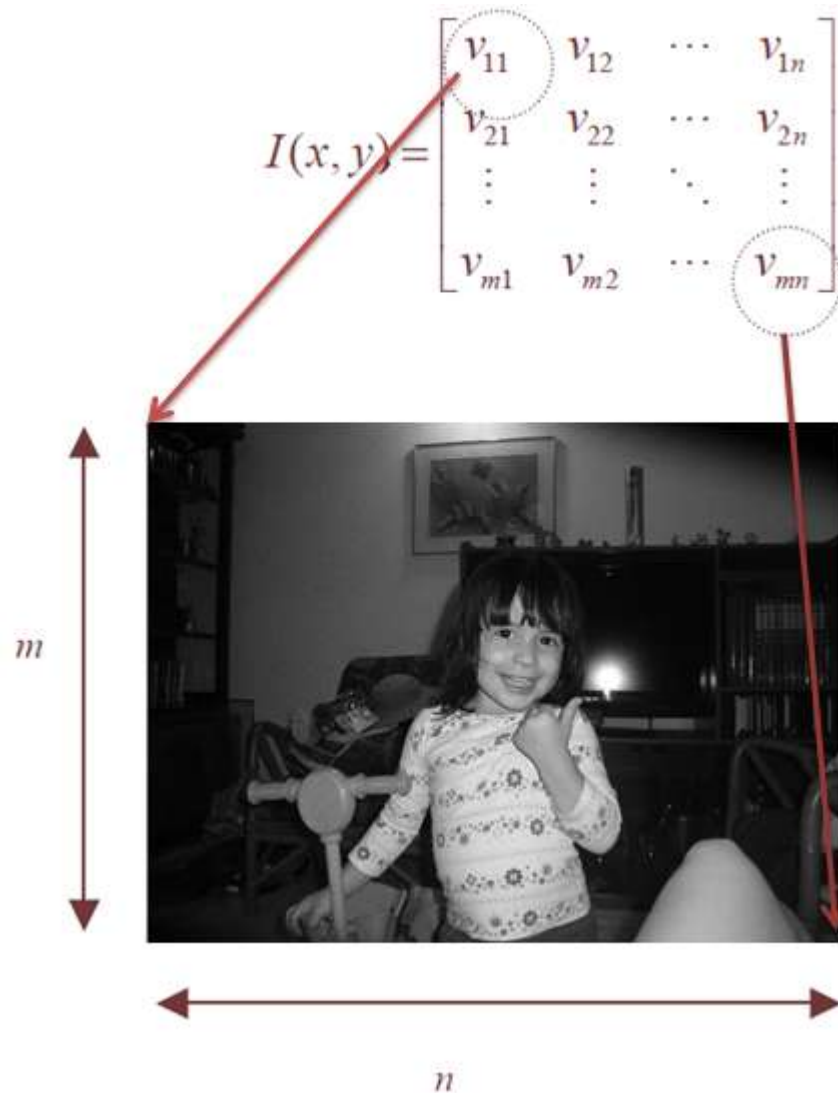 v₁₁ v₁₂ ⋯ v₁ₙ
v₂₁ v₂₂ ⋯ v₂ₙ
I(x, y) =
⋮ ⋮ ⋱ ⋮
vₘ₁ vₘ₂ ⋯ vₘₙ
m
n